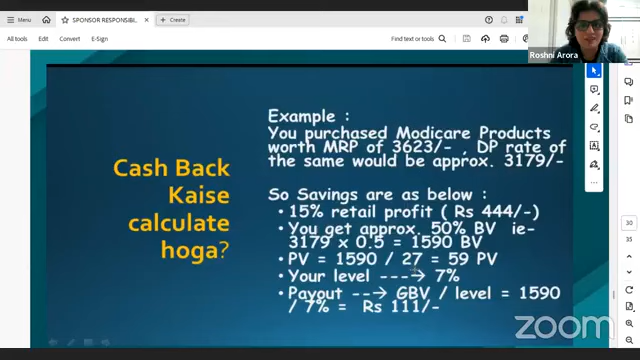 Menu
SPONSOR RESPONSIBIL...
+ Create
All tools
Edit
Convert
E-Sign
Find text or tools
Roshni Arora
Cash Back
Kaise
calculate
hoga?
Example :
You purchased Modicare Products
worth MRP of 3623/- , DP rate of
the same would be approx. 3179/-
So Savings are as below :
• 15% retail profit ( Rs 444/-)
• You get approx. 50% BV ie-
3179 x 0.5 = 1590 BV
• PV = 1590 / 27 = 59 PV
• Your level ---→ 7%
• Payout --→ GBV / level = 1590
/ 7% = Rs 111/-
30
35
zoom